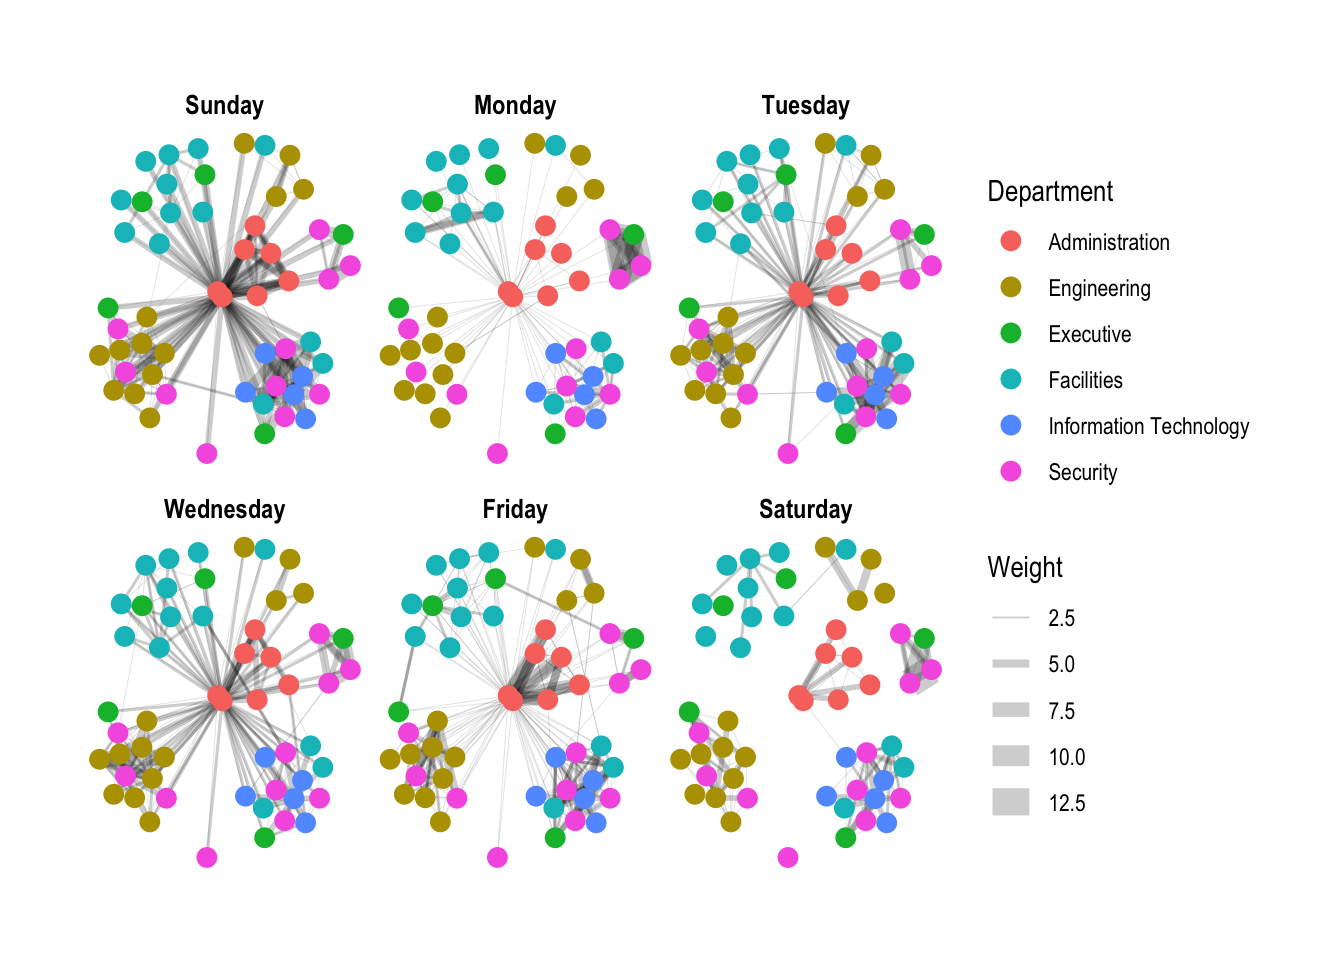 Sunday
Monday
Tuesday
Wednesday
Friday
Saturday
Department
Administration
Engineering
Executive
Facilities
Information Technology
Security
Weight
2.5
5.0
7.5
10.0
12.5